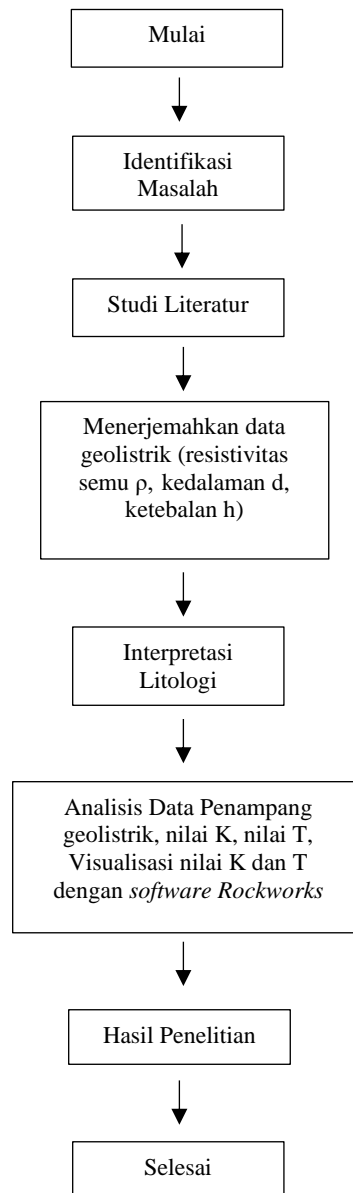 Mulai
Identifikasi
Masalah
Studi Literatur
Menerjemahkan data
geolistrik (resistivitas
semu ρ, kedalaman d,
ketebalan h)
Interpretasi
Litologi
Analisis Data Penampang
geolistrik, nilai K, nilai T,
Visualisasi nilai K dan T
dengan software Rockworks
Hasil Penelitian
Selesai